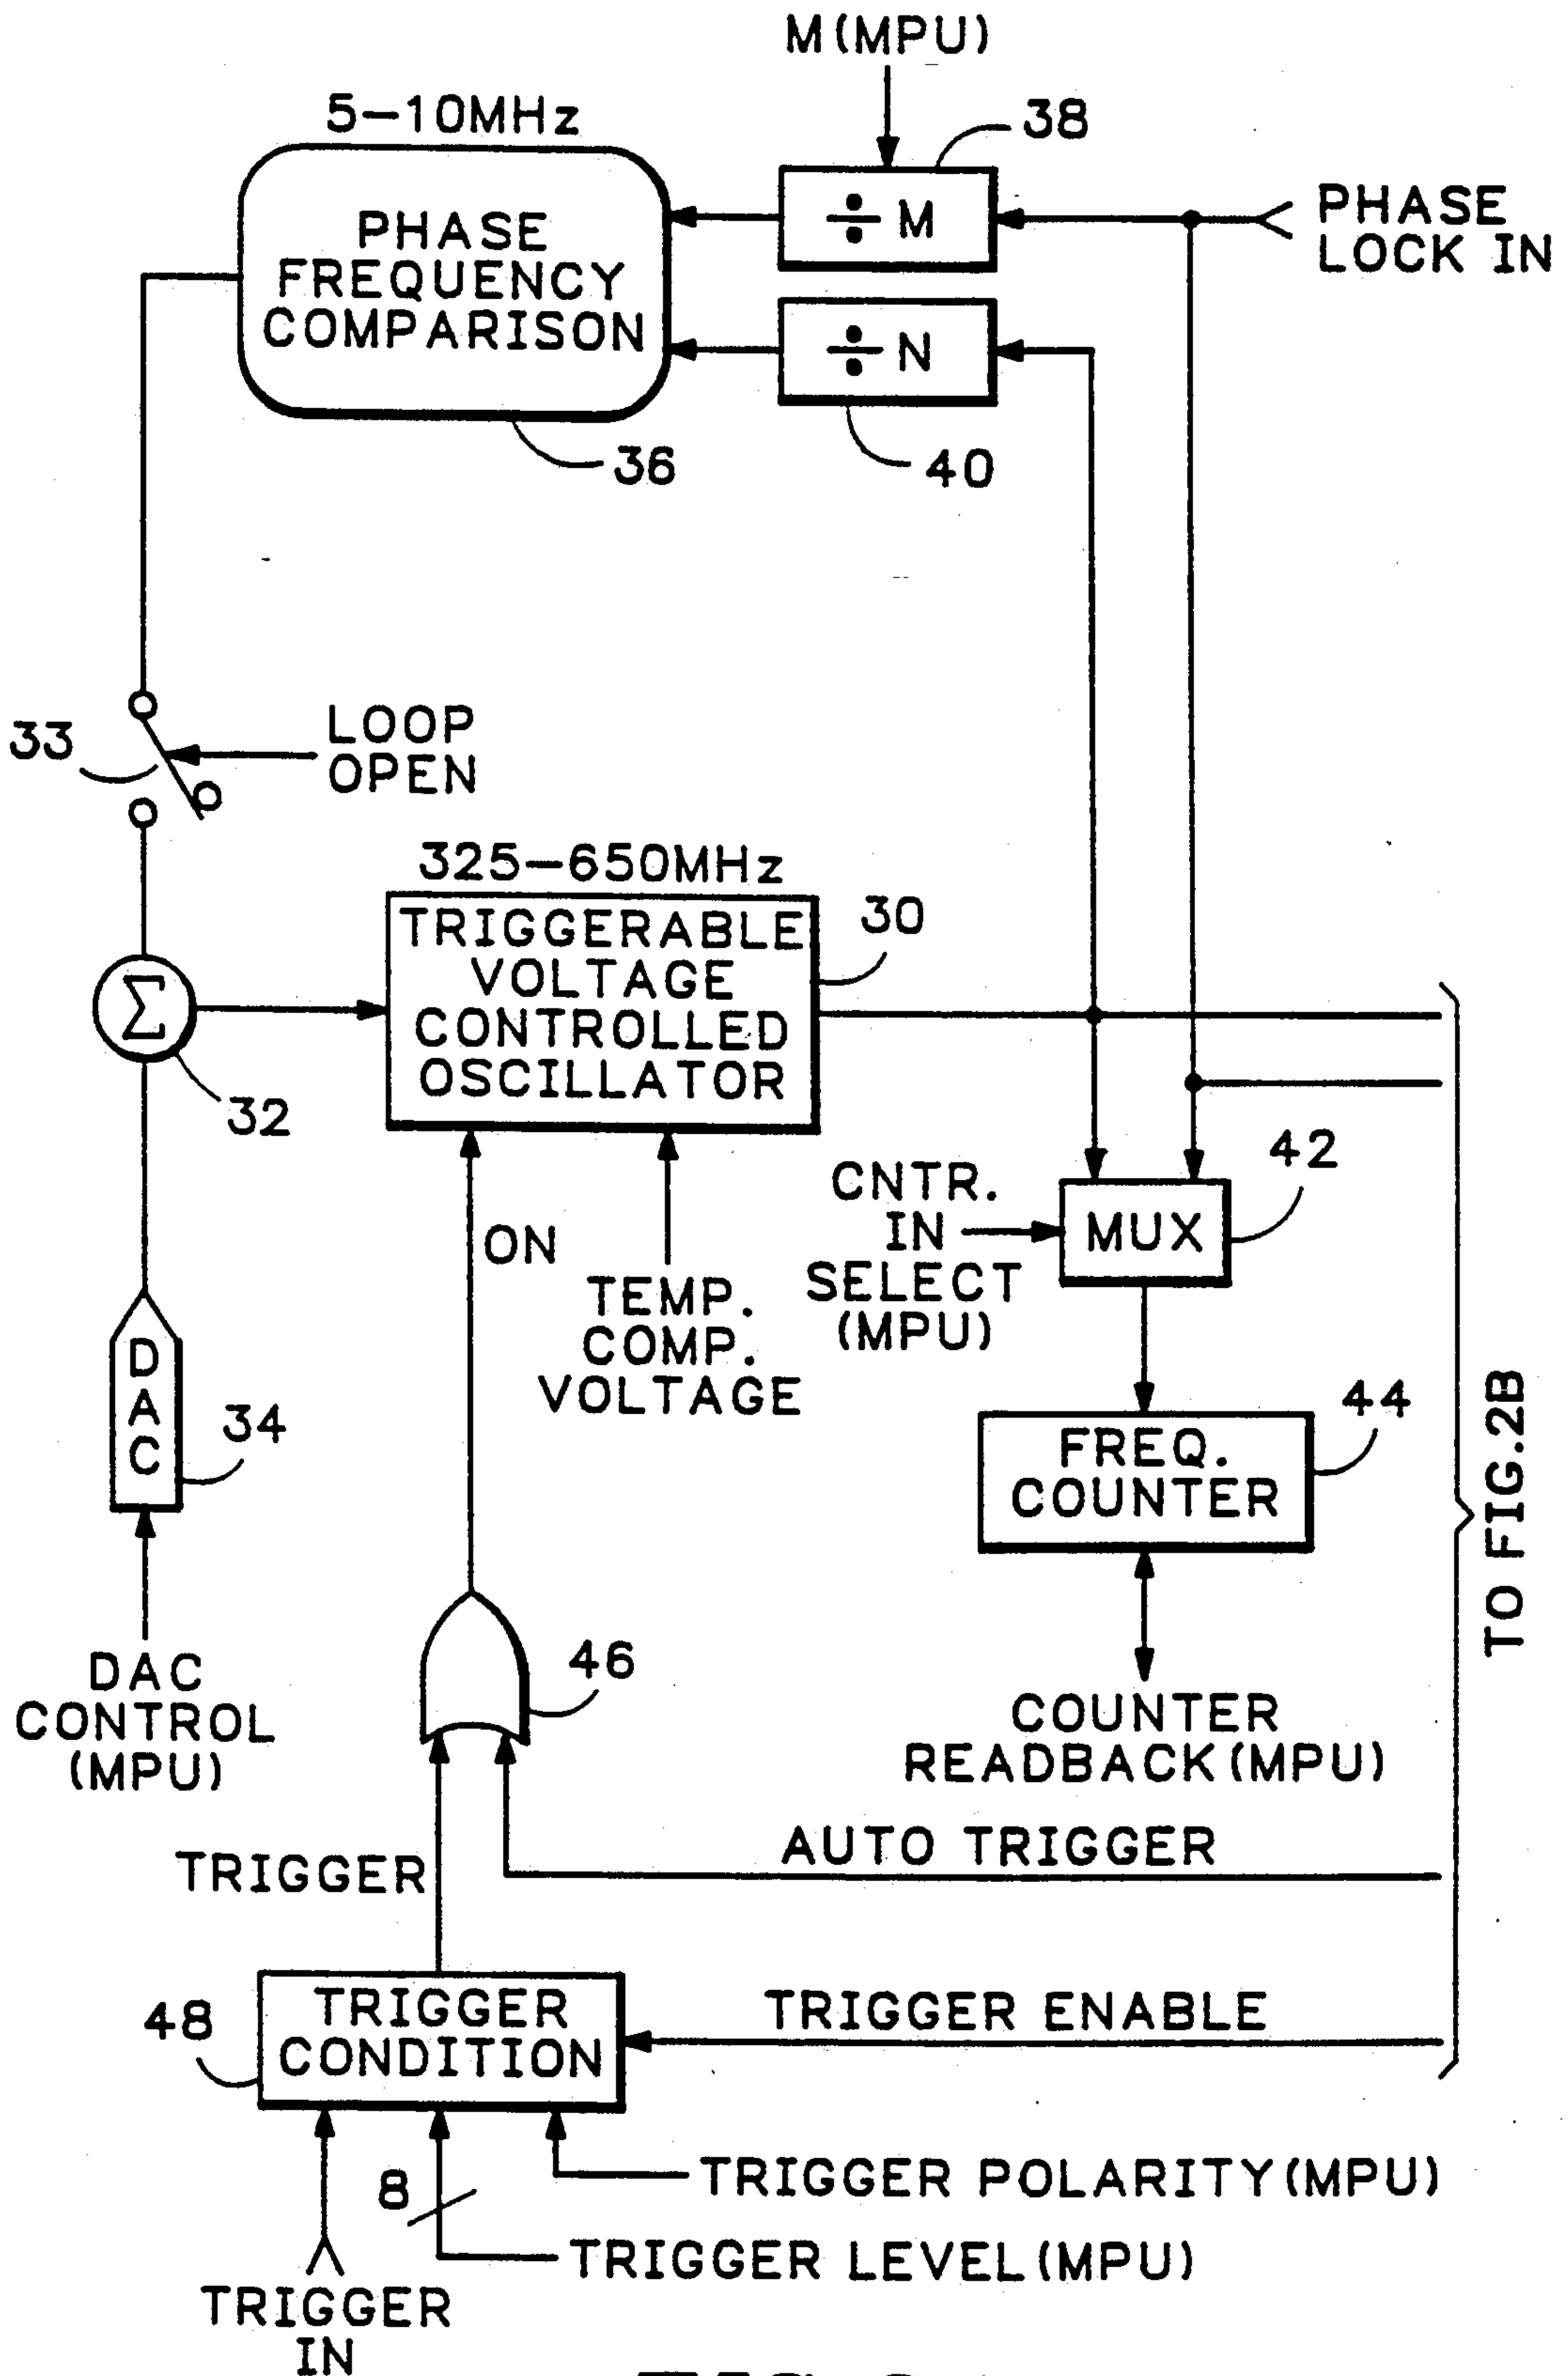 M(MPU)
5-10MHz
38
PHASE
FREQUENCY
COMPARISON
÷ M
PHASE
LOCK IN
÷ N
36
40
33
LOOP
OPEN
325-650MHz
TRIGGERABLE
VOLTAGE
CONTROLLED
OSCILLATOR
30
Σ
32
ON
TEMP.
COMP.
VOLTAGE
CNTR.
IN
SELECT
(MPU)
MUX
42
DAC
34
FREQ.
COUNTER
44
TO FIG.2B
DAC
CONTROL
(MPU)
46
COUNTER
READBACK(MPU)
AUTO TRIGGER
TRIGGER
48
TRIGGER
CONDITION
TRIGGER ENABLE
TRIGGER POLARITY(MPU)
8
TRIGGER LEVEL(MPU)
TRIGGER
IN